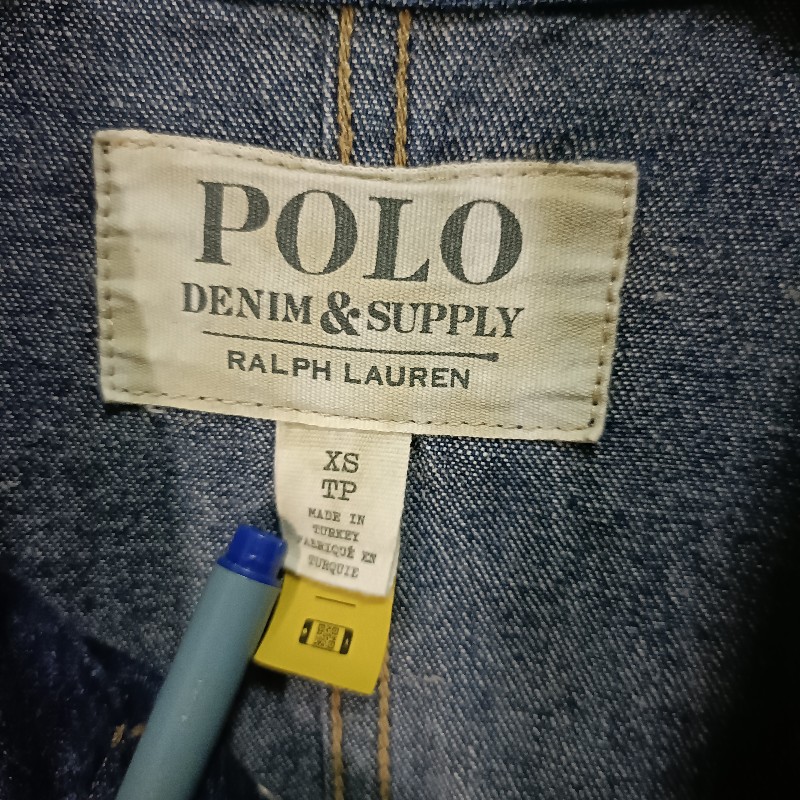 POLO
DENIM & SUPPLY
RALPH LAUREN
XS
TP
MADE IN
TURKEY
FABRIQUÉ EN
TURQUIE